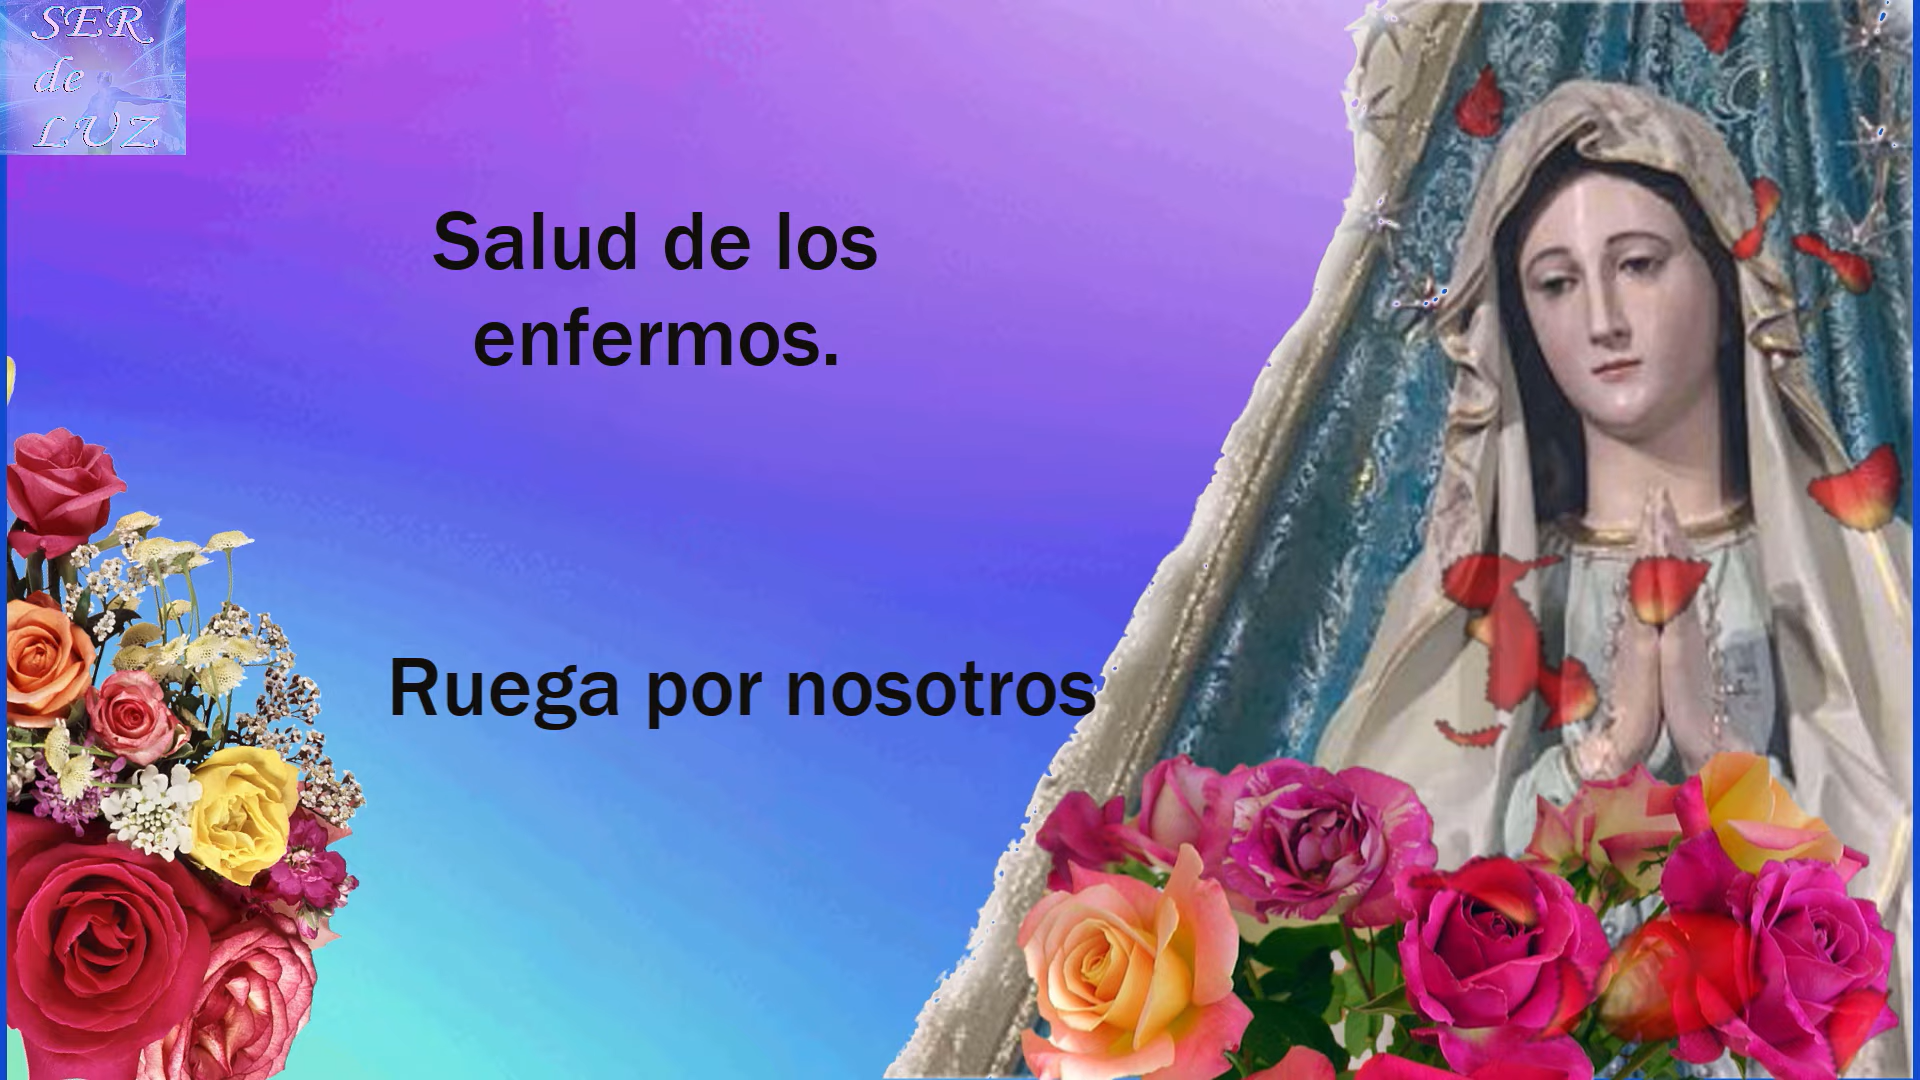 SER
de
LUZ
Salud de los
enfermos.
Ruega por nosotros